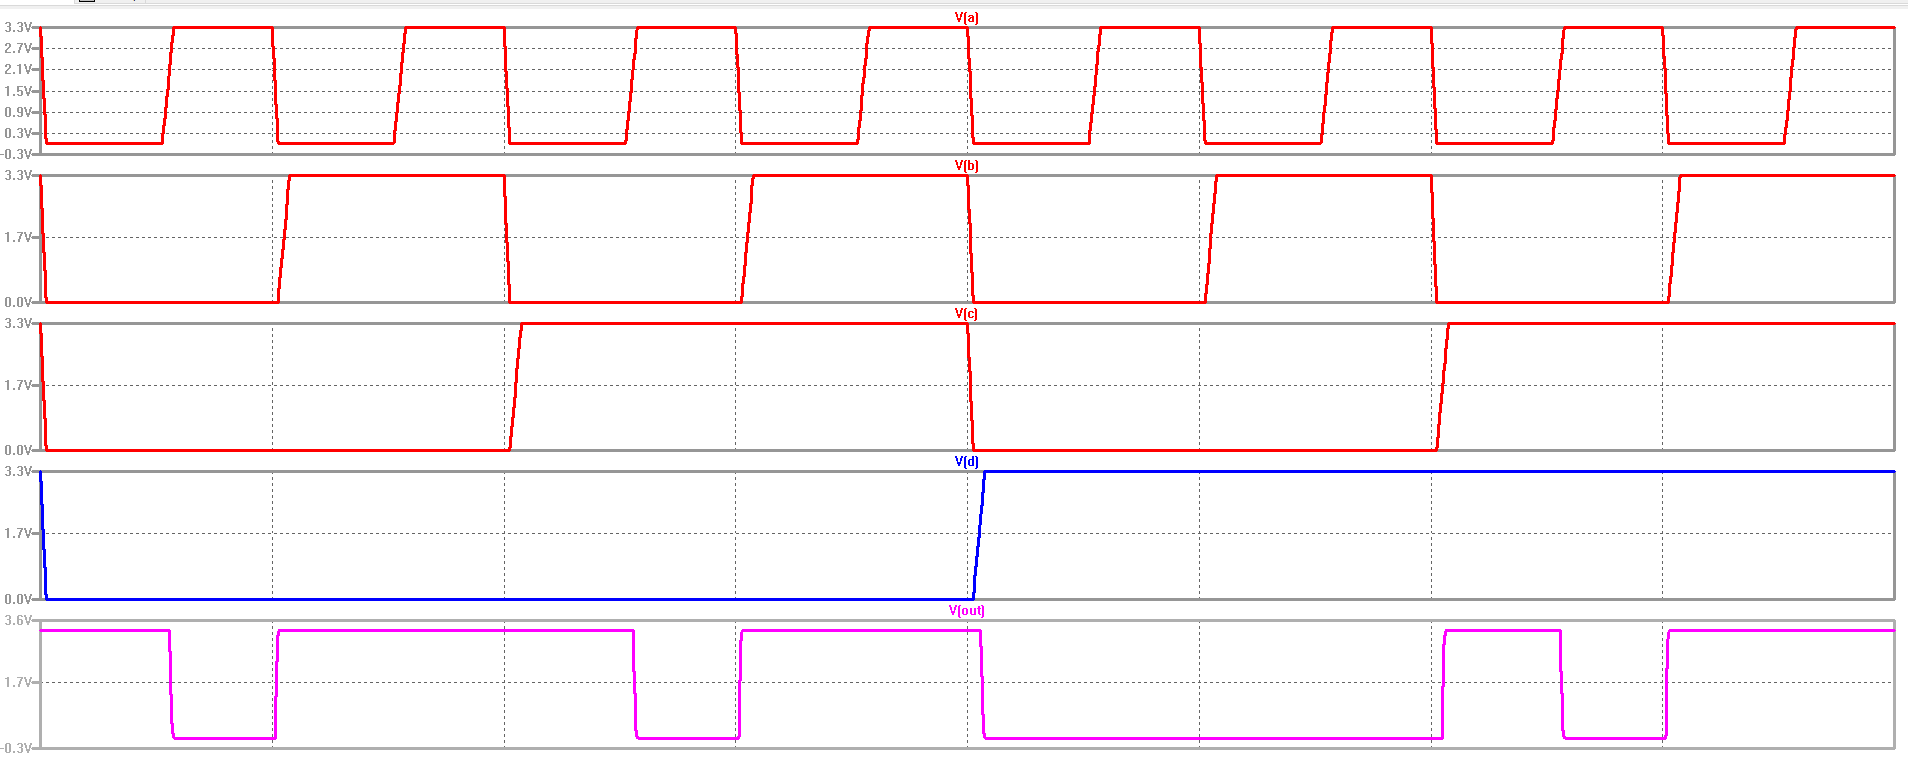 V(a)
3.3V
2.7V
2.1V
1.5V
0.9V
0.3V
-0.3V
V(b)
3.3V
1.7V
0.0V
V(c)
3.3V
1.7V
0.0V
V(d)
3.3V
1.7V
0.0V
V(out)
3.6V
1.7V
-0.3V